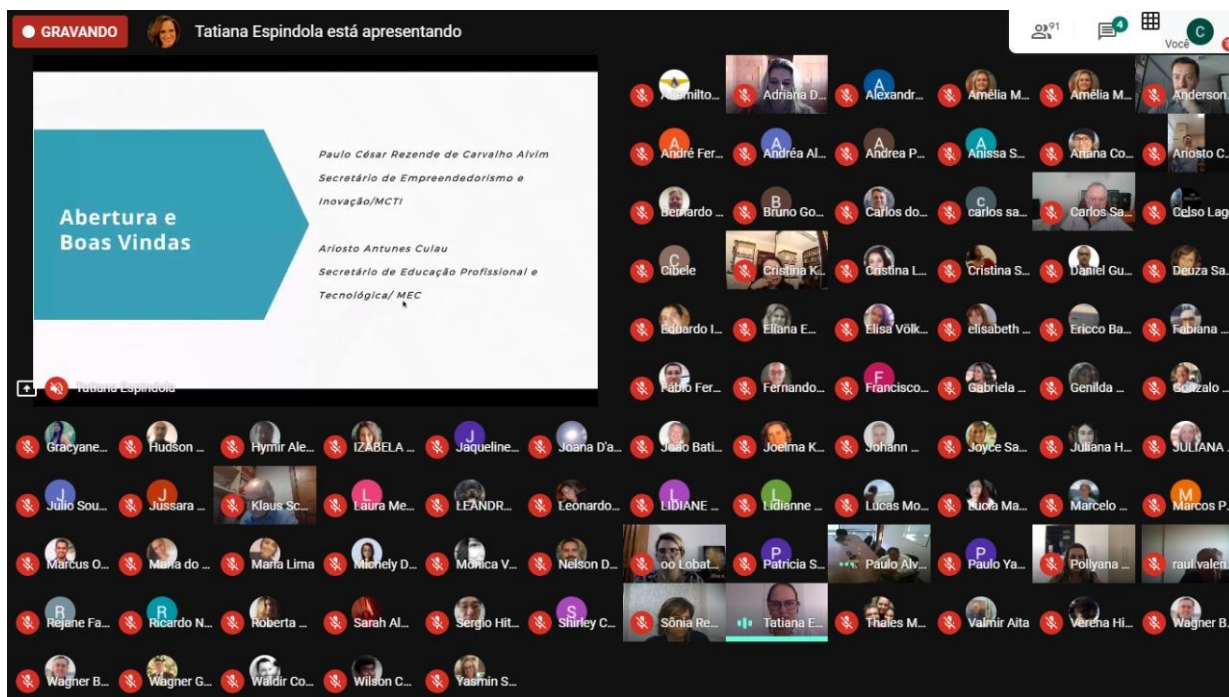 GRAVANDO
Tatiana Espindola está apresentando
91
4
Você
C
Abertura e
Boas Vindas
Paulo César Rezende de Carvalho Alvim
Secretário de Empreendedorismo e
Inovação/MCTI
Ariosto Antunes Culau
Secretário de Educação Profissional e
Tecnológica/ MEC
Tatiana Espindola
Adriana D... Alexandr... Amélia M... Amélia M... Anderson
André Fer... Andréa Al... Andrea P... Anissa S... Ariana Co... Ariosto C...
Bernardo ... Bruno Go... Carlos do... carlos sa... Carlos Sa... Celso Lag
Cibele Cristina K... Cristina L... Cristina S... Daniel Gu... Deuza Sa...
Eduardo I... Eliana E... Elisa Völk... elisabeth ... Ericco Ba... Fabiana ...
Fábio Fer... Fernando... Francisco... Gabriela ... Genilda ... Gonzalo ...
Gracyane... Hudson ... Hymir Ale... IZABELA ... Jaqueline... Joana D'a... João Bati... Joelma K... Johann ... Joyce Sa... Juliana H... JULIANA
Julio Sou... Jussara ... Klaus Sc... Laura Me... LEANDR... Leonardo... LIDIANE ... Lidianne ... Lucas Mo... Lucia Ma... Marcelo ... Marcos P.
Marcus O... Maria do ... Maria Lima Michely D... Mônica V... Nelson D... oo Lobat... Patricia S... Paulo Alv... Paulo Ya... Pollyana ... raul valen
Rejane Fa... Ricardo N... Roberta ... Sarah Al... Sergio Hit... Shirley C... Sônia Re... Tatiana E... Thales M... Valmir Aita Verena Hi... Wagner B.
Wagner B... Wagner G... Waldir Co... Wilson C... Yasmin S...